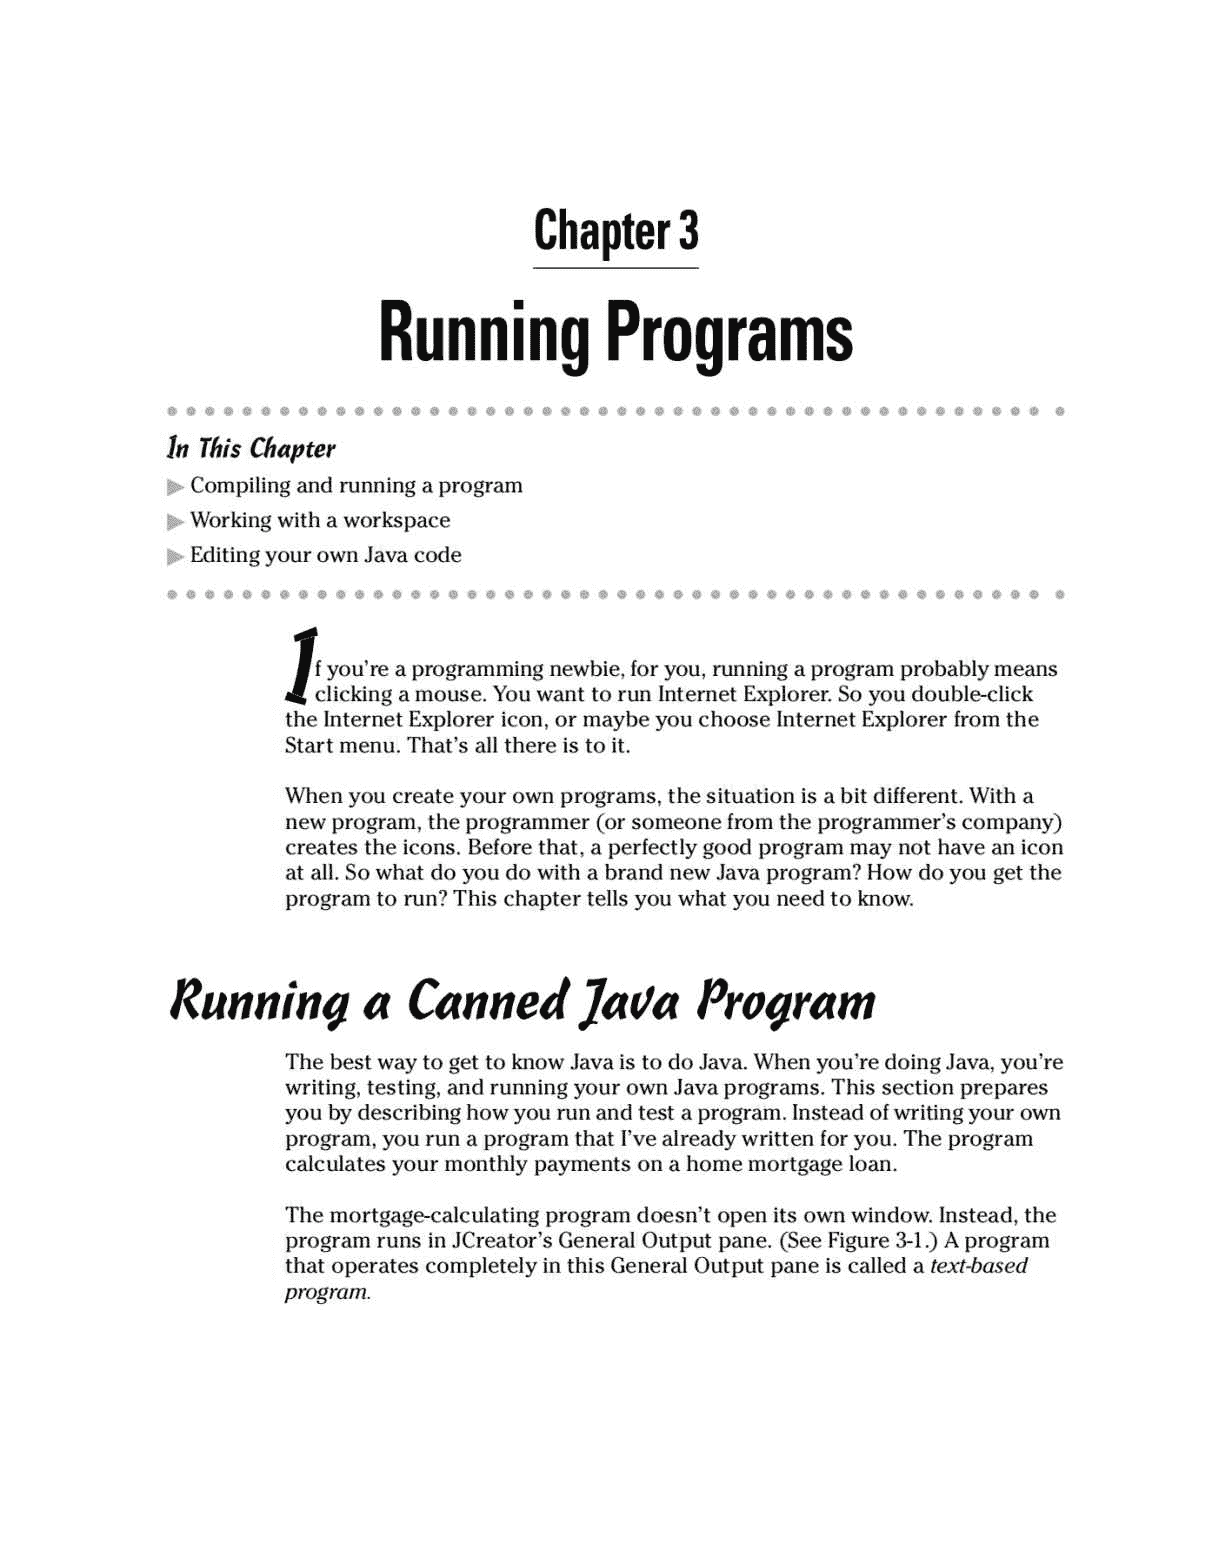 Chapter 3
Running Programs
In This Chapter
Compiling and running a program
Working with a workspace
Editing your own Java code
If you're a programming newbie, for you, running a program probably means
clicking a mouse. You want to run Internet Explorer. So you double-click
the Internet Explorer icon, or maybe you choose Internet Explorer from the
Start menu. That's all there is to it.
When you create your own programs, the situation is a bit different. With a
new program, the programmer (or someone from the programmer's company)
creates the icons. Before that, a perfectly good program may not have an icon
at all. So what do you do with a brand new Java program? How do you get the
program to run? This chapter tells you what you need to know.
Running a Canned Java Program
The best way to get to know Java is to do Java. When you're doing Java, you're
writing, testing, and running your own Java programs. This section prepares
you by describing how you run and test a program. Instead of writing your own
program, you run a program that I've already written for you. The program
calculates your monthly payments on a home mortgage loan.
The mortgage-calculating program doesn't open its own window. Instead, the
program runs in JCreator's General Output pane. (See Figure 3-1.) A program
that operates completely in this General Output pane is called a text-based
program.